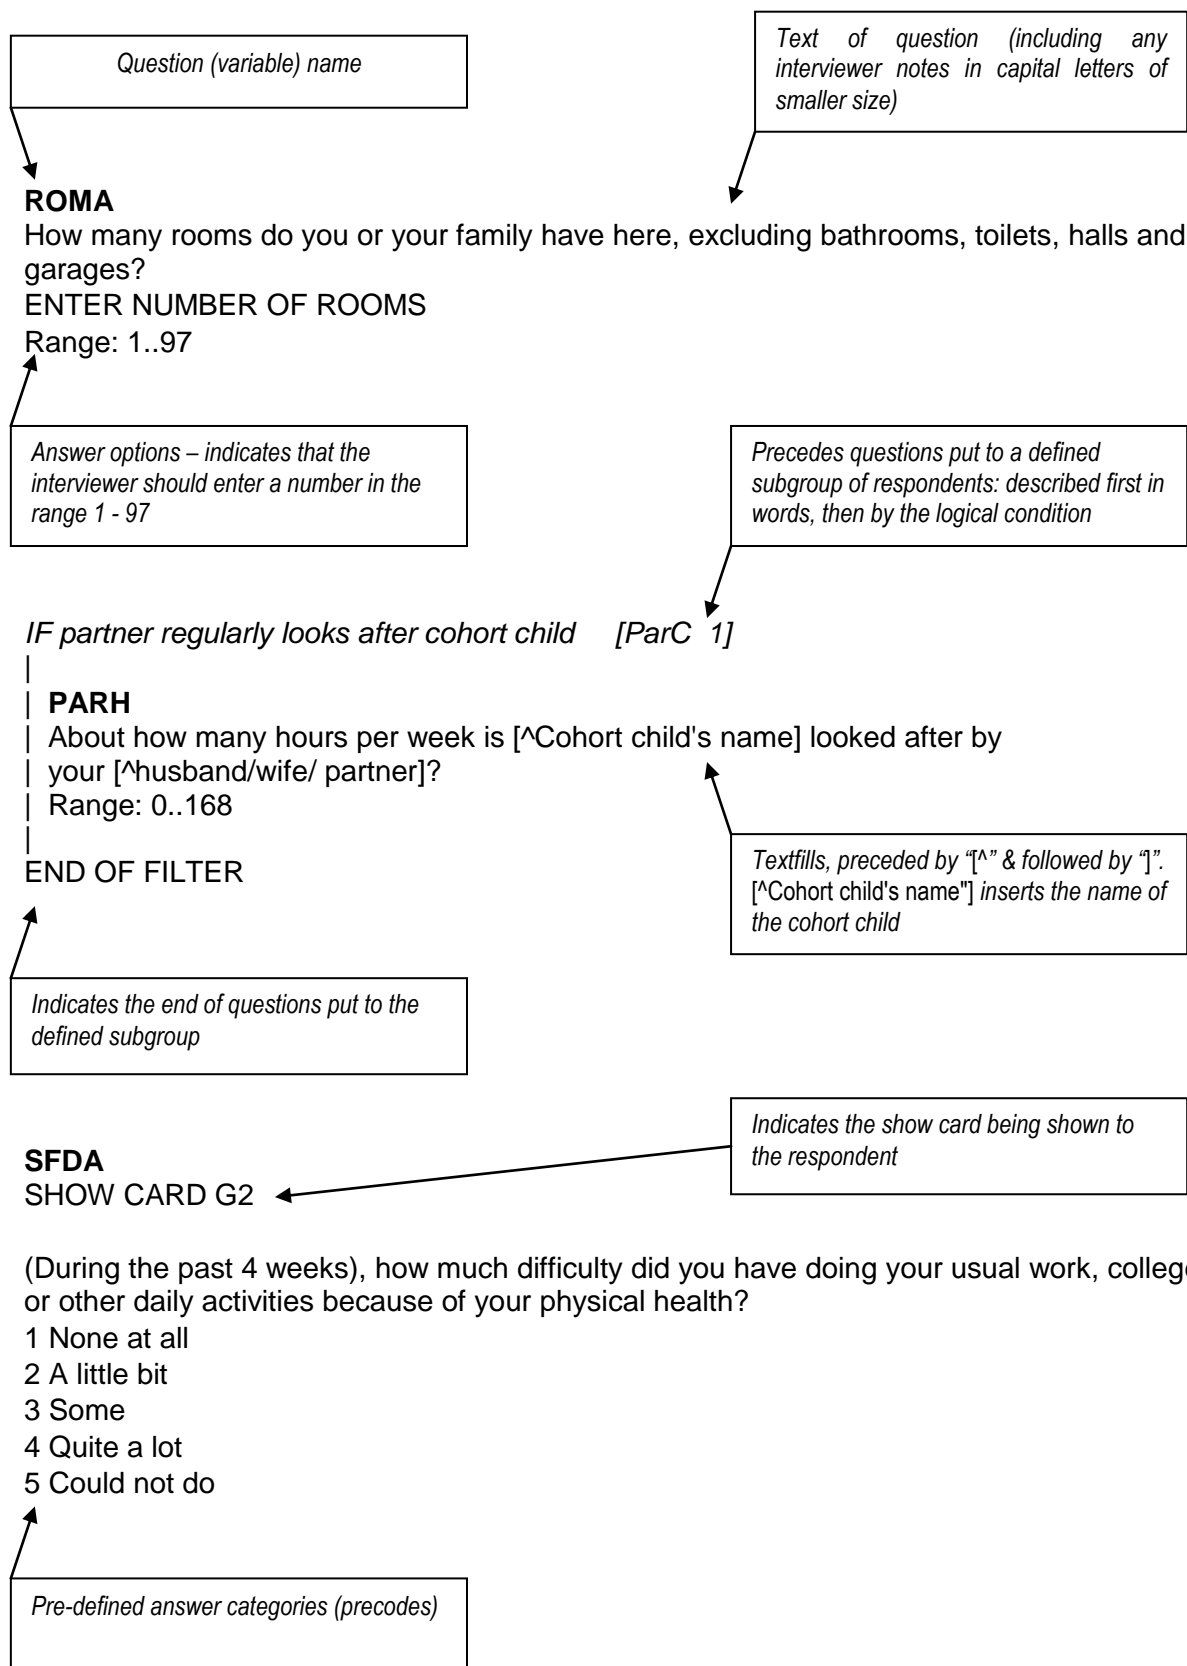 Question (variable) name
Text of question (including any
interviewer notes in capital letters of
smaller size)
ROMA
How many rooms do you or your family have here, excluding bathrooms, toilets, halls and
garages?
ENTER NUMBER OF ROOMS
Range: 1..97
Answer options – indicates that the
interviewer should enter a number in the
range 1 - 97
Precedes questions put to a defined
subgroup of respondents: described first in
words, then by the logical condition
IF partner regularly looks after cohort child [ParC 1]
|
| PARH
| About how many hours per week is [^Cohort child's name] looked after by
| your [^husband/wife/ partner]?
| Range: 0..168
|
END OF FILTER
Textfills, preceded by “[^” & followed by “]”.
[^Cohort child's name"] inserts the name of
the cohort child
Indicates the end of questions put to the
defined subgroup
Indicates the show card being shown to
the respondent
SFDA
SHOW CARD G2
(During the past 4 weeks), how much difficulty did you have doing your usual work, college
or other daily activities because of your physical health?
1 None at all
2 A little bit
3 Some
4 Quite a lot
5 Could not do
Pre-defined answer categories (precodes)